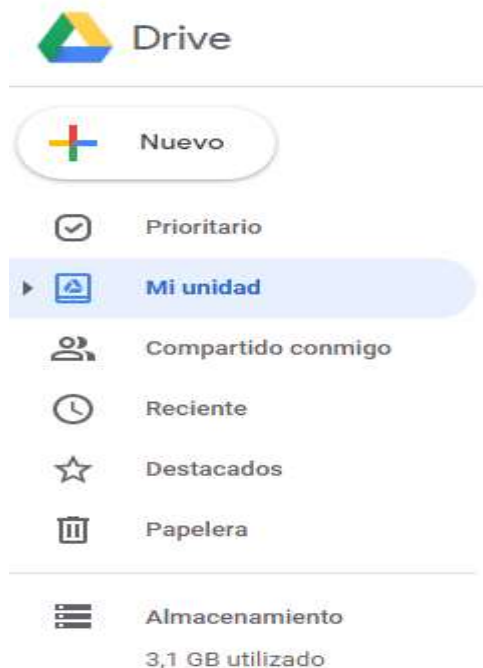 Drive
Nuevo
Prioritario
Mi unidad
Compartido conmigo
Reciente
Destacados
Papelera
Almacenamiento
3,1 GB utilizado